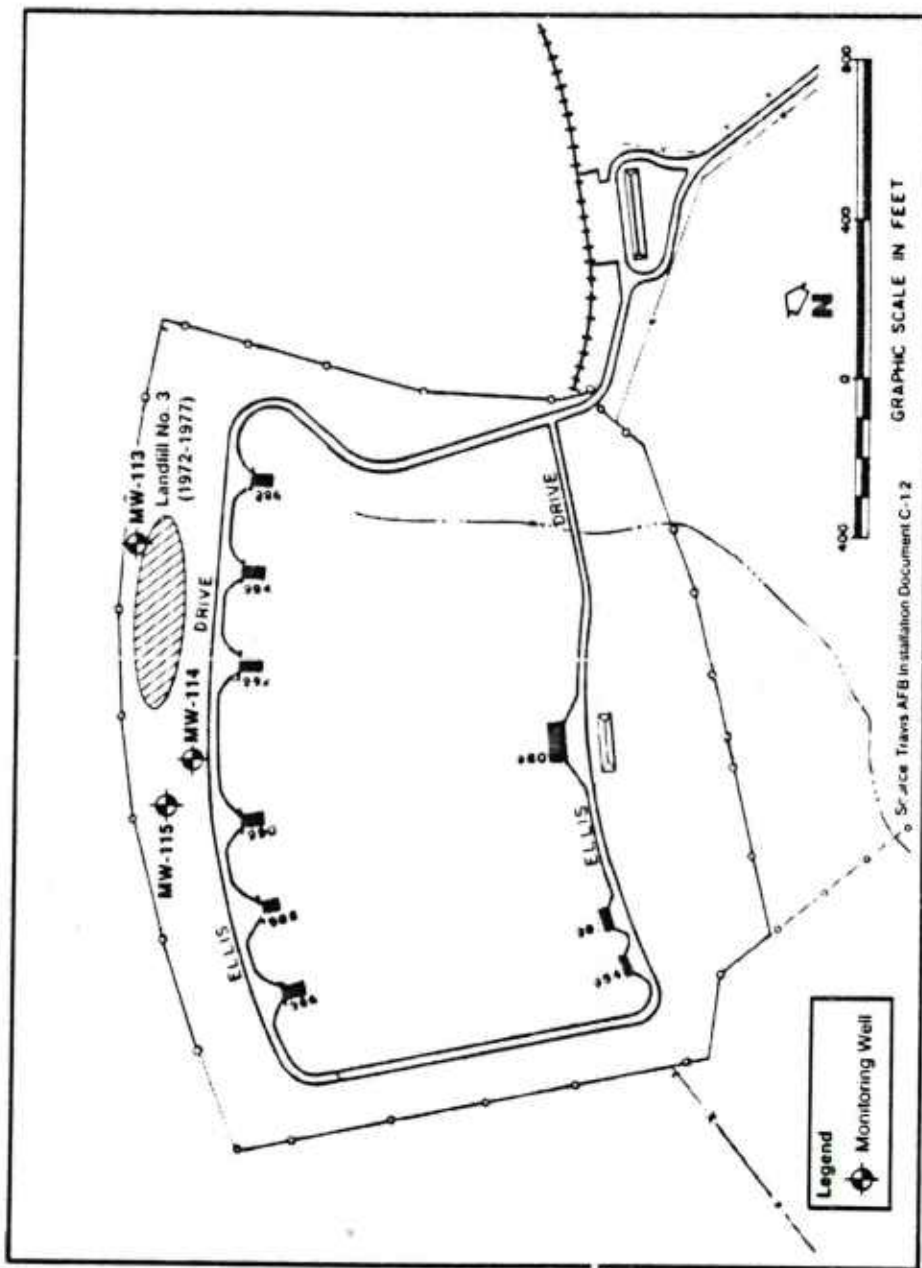 MW-113
Landfill No. 3
(1972-1977)
MW-114
MW-115
ELLIS
DRIVE
ELLIS
DRIVE
N
400
0
400
800
GRAPHIC SCALE IN FEET
Legend
Monitoring Well
Source Travis AFB Installation Document C-12